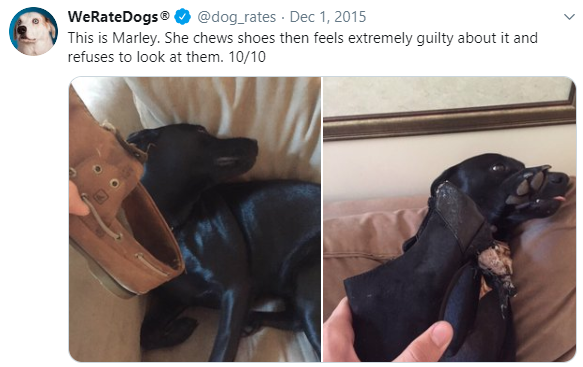 WeRateDogs® @dog_rates · Dec 1, 2015
This is Marley. She chews shoes then feels extremely guilty about it and
refuses to look at them. 10/10